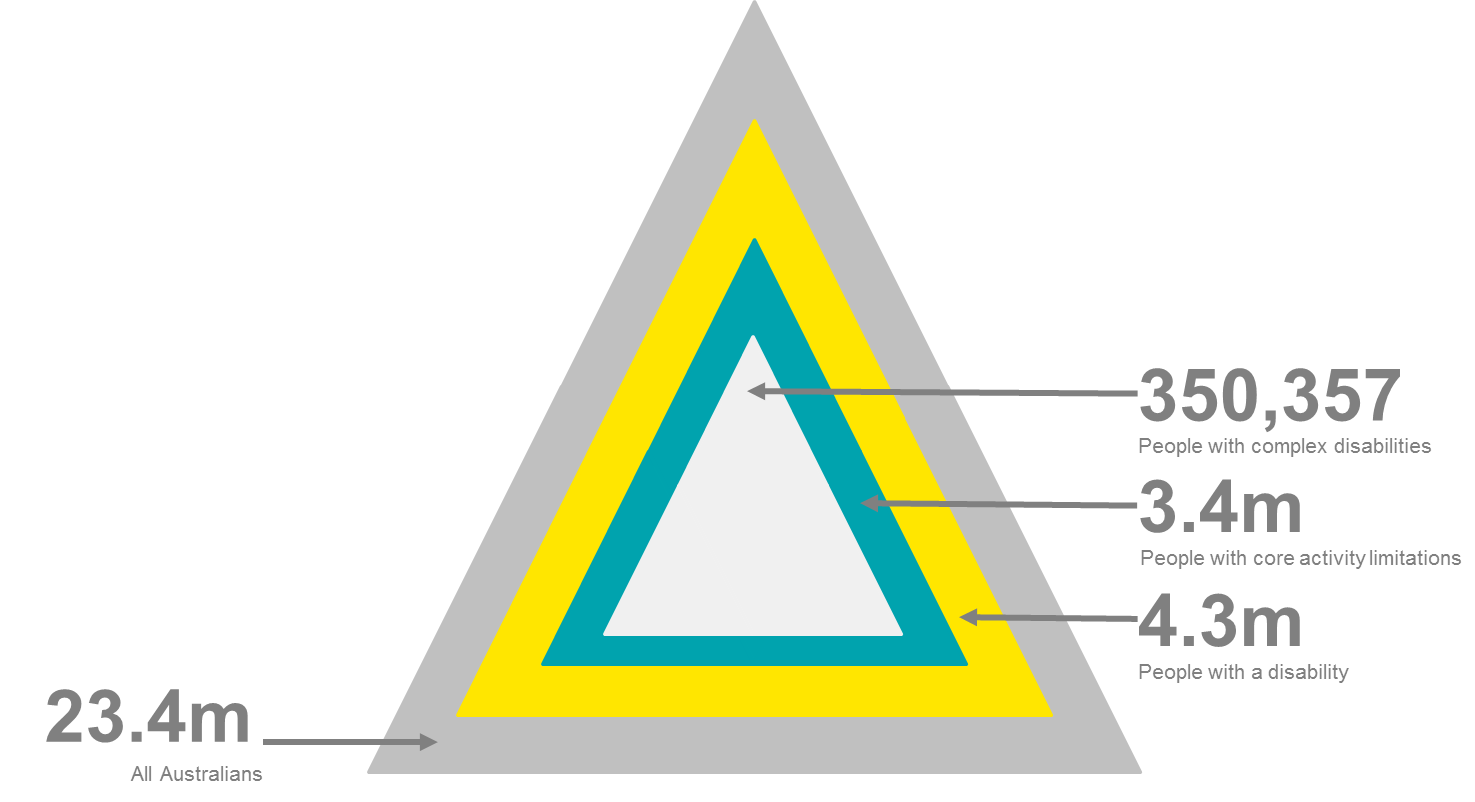 350,357
People with complex disabilities
3.4m
People with core activity limitations
4.3m
People with a disability
23.4m
All Australians